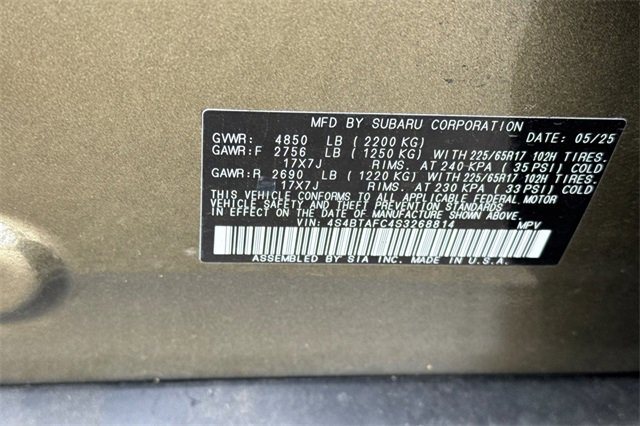 MFD BY SUBARU CORPORATION DATE: 05/25
GVWR: 4850 LB ( 2200 KG)
GAWR:F 2756 LB ( 1250 KG) WITH 225/65R17 102H TIRES.
17X7J RIMS. AT 240 KPA ( 35 PSI) COLD
GAWR:R 2690 LB ( 1220 KG) WITH 225/65R17 102H TIRES.
17X7J RIMS. AT 230 KPA ( 33 PSI) COLD
THIS VEHICLE CONFORMS TO ALL APPLICABLE FEDERAL MOTOR
VEHICLE SAFETY AND THEFT PREVENTION STANDARDS
IN EFFECT ON THE DATE OF MANUFACTURE SHOWN ABOVE.
VIN: 4S4BTAFC4S3268814 MPV
ASSEMBLED BY SIA INC. MADE IN U.S.A.